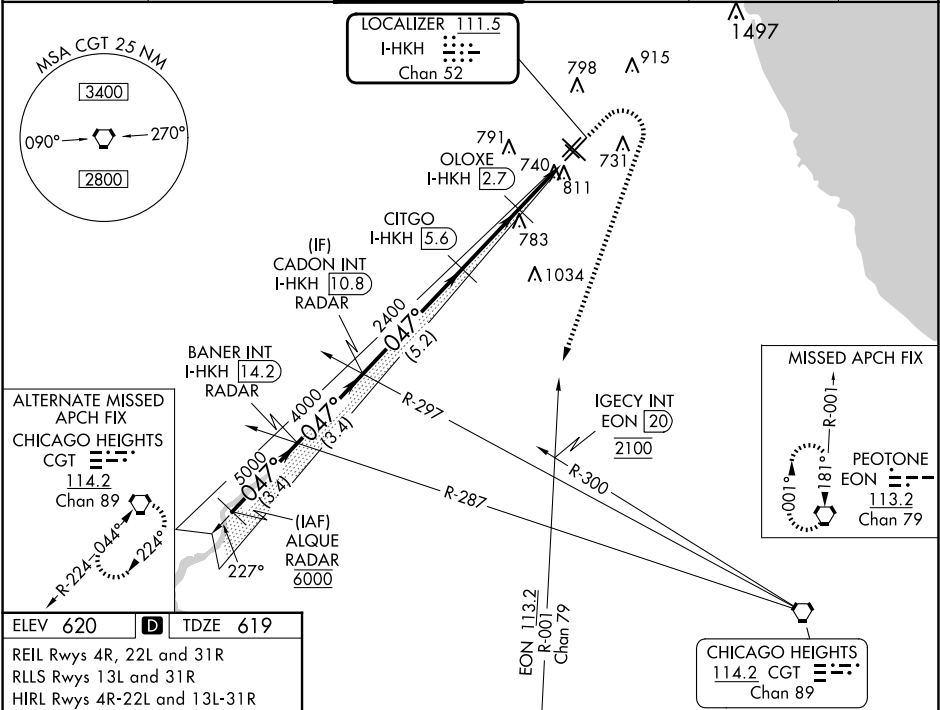 MSA CGT 25 NM
3400
090°
270°
2800
LOCALIZER 111.5
I-HKH
Chan 52
1497
915
798
791
731
740
811
OLOXE
I-HKH 2.7
783
CITGO
I-HKH 5.6
1034
(IF)
CADON INT
I-HKH 10.8
RADAR
2400
047°
(5.2)
BANER INT
I-HKH 14.2
RADAR
4000
047°
(3.4)
R-297
5000
047°
(3.4)
R-287
R-300
IGECY INT
EON 20
2100
(IAF)
ALQUE
RADAR
6000
227°
ALTERNATE MISSED
APCH FIX
CHICAGO HEIGHTS
CGT
114.2
Chan 89
R-224
044°
224°
MISSED APCH FIX
R-001
181°
001°
PEOTONE
EON
113.2
Chan 79
EON 113.2
R-001
Chan 79
CHICAGO HEIGHTS
114.2 CGT
Chan 89
ELEV 620 D TDZE 619
REIL Rwys 4R, 22L and 31R
RLLS Rwys 13L and 31R
HIRL Rwys 4R-22L and 13L-31R